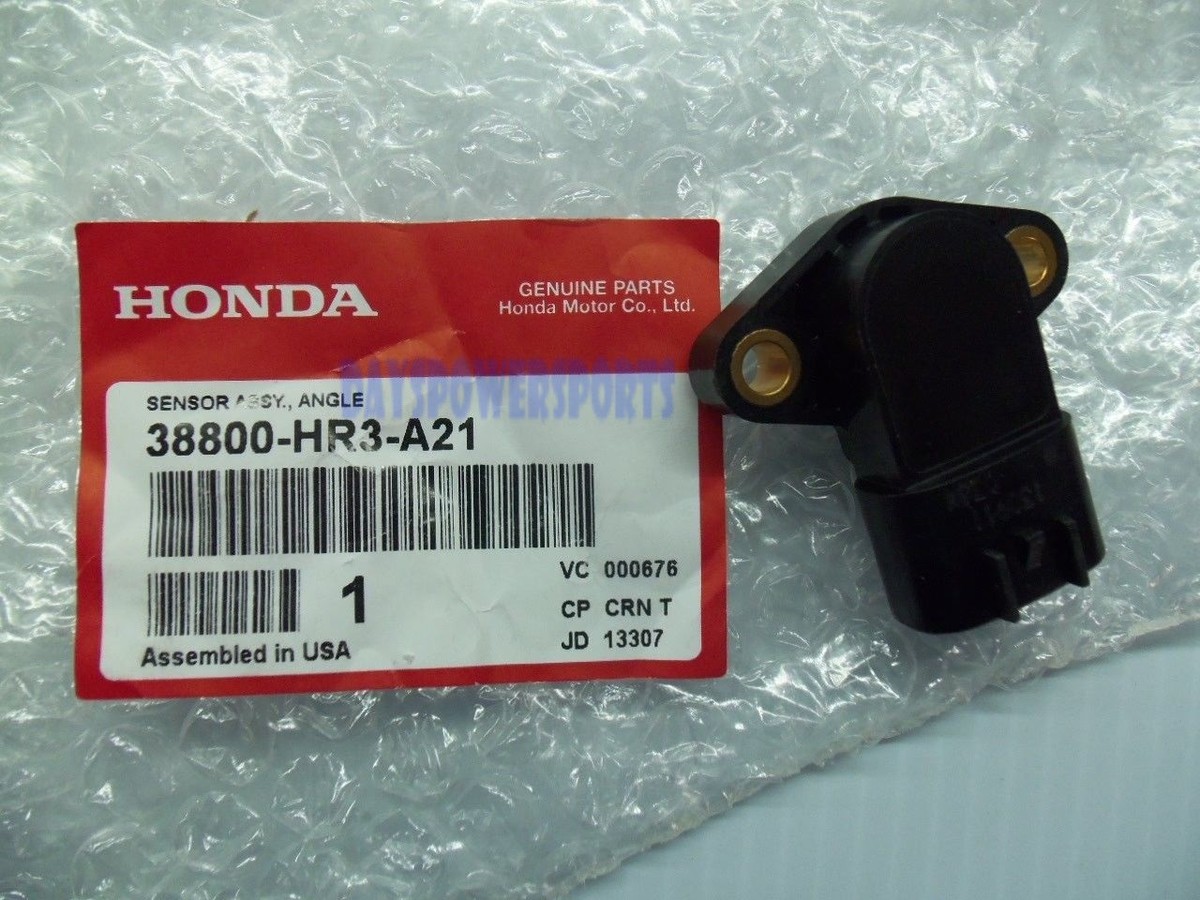 HONDA
GENUINE PARTS
Honda Motor Co., Ltd.
DAYSPOWERSPORTS
SENSOR ASSY., ANGLE
38800-HR3-A21
1
VC 000676
CP CRN T
JD 13307
Assembled in USA